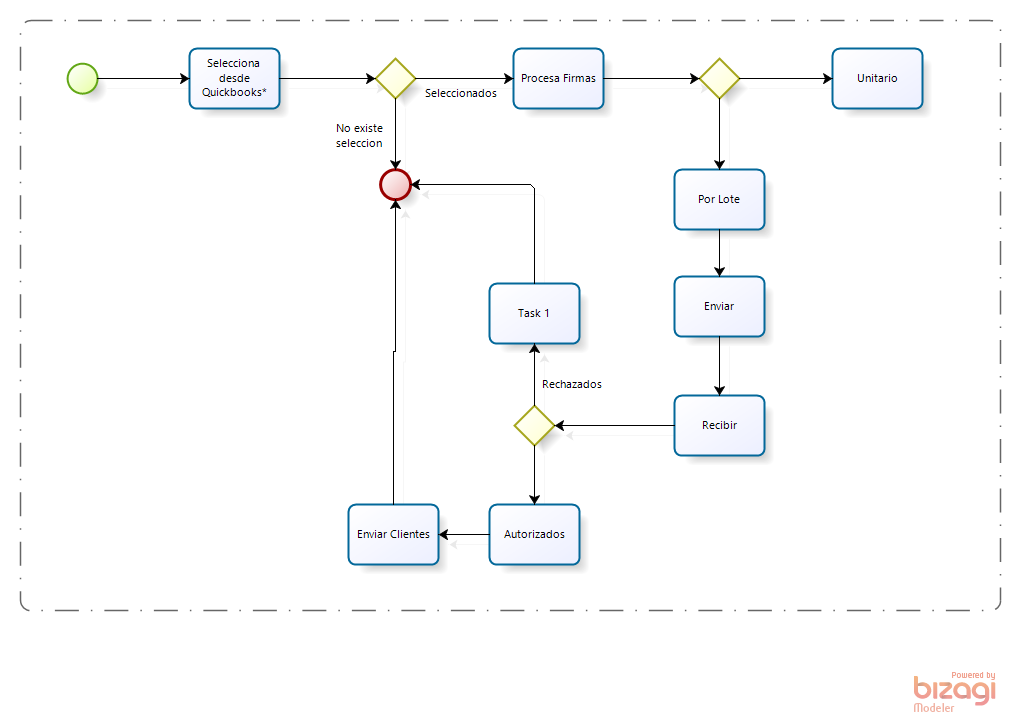 Selecciona
desde
Quickbooks*
Seleccionados
Procesa Firmas
Unitario
No existe
seleccion
Por Lote
Enviar
Task 1
Rechazados
Recibir
Enviar Clientes
Autorizados
Powered by
bizagi
Modeler